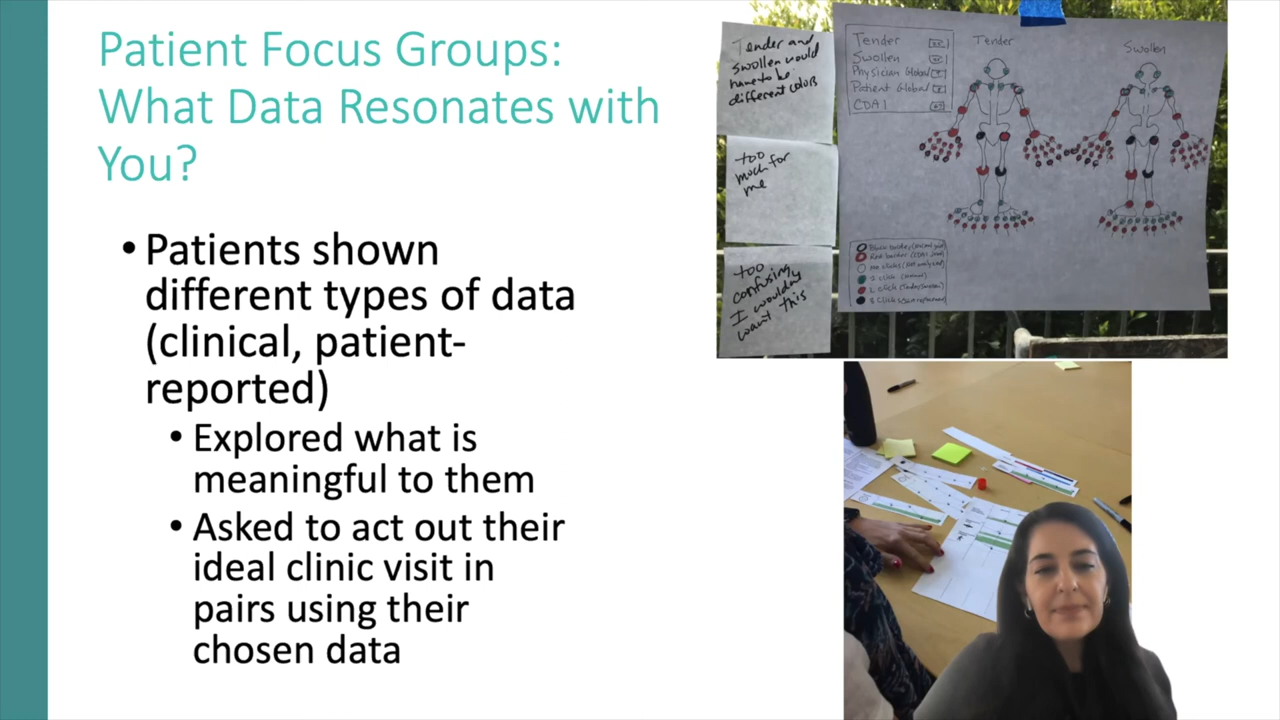 Patient Focus Groups:
What Data Resonates with
You?
• Patients shown
different types of data
(clinical, patient-
reported)
• Explored what is
meaningful to them
• Asked to act out their
ideal clinic visit in
pairs using their
chosen data
Tender and
swollen would
have to be
different colors
too
much for
me
too
confusing
I wouldn't
want this
Tender
Swollen
Physician Global
Patient Global
CDAI
Tender
Swollen